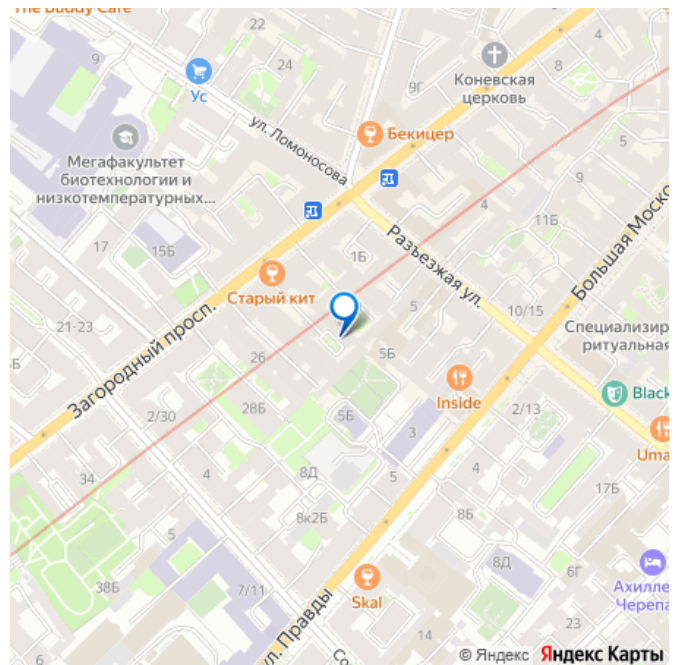 The Buddy Cafe
22
4
24
9
Ус
9Г
Коневская
церковь
8
ул. Ломоносова
Бекицер
Мегафакультет
биотехнологии и
низкотемпературных...
9
4
11Б
17
15Б
1Б
Разъезжая ул.
Большая Моско
Старый кит
5
10/15
Загородный просп.
21-23
Специализир
ритуальная
5Б
26
Inside
Black
28Б
2/30
5Б
3
2/13
Uma
34
4
8Д
5
4
17Б
8к2Б
8Б
5
38Б
7/11
Skal
8Д
6Г
Ахилле
Черепа
ул. Правды
23
14
Со
© Яндекс Яндекс Карты